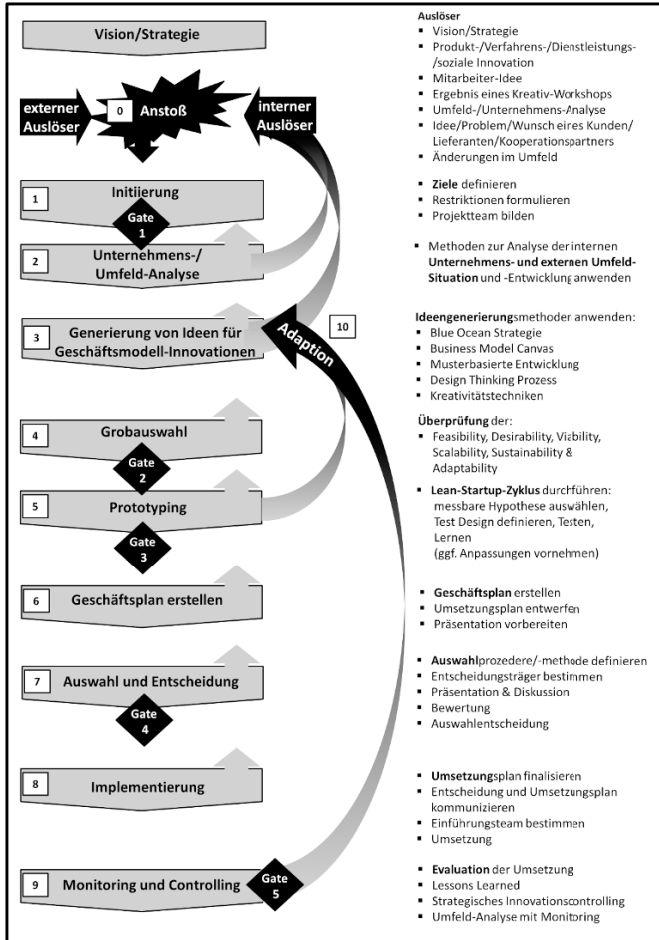 Vision/Strategie
externer
Auslöser
0
Anstoß
interner
Auslöser
1
Initiierung
Gate
1
2
Unternehmens-/
Umfeld-Analyse
3
Generierung von Ideen für
Geschäftsmodell-Innovationen
Adaption
10
4
Grobauswahl
Gate
2
5
Prototyping
Gate
3
6
Geschäftsplan erstellen
7
Auswahl und Entscheidung
Gate
4
8
Implementierung
9
Monitoring und Controlling
Gate
5
Auslöser
▪ Vision/Strategie
▪ Produkt-/Verfahrens-/Dienstleistungs-
/soziale Innovation
▪ Mitarbeiter-Idee
▪ Ergebnis eines Kreativ-Workshops
▪ Umfeld-/Unternehmens-Analyse
▪ Idee/Problem/Wunsch eines Kunden/
Lieferanten/Kooperationspartners
▪ Änderungen im Umfeld
▪ Ziele definieren
▪ Restriktionen formulieren
▪ Projektteam bilden
▪ Methoden zur Analyse der internen
Unternehmens- und externen Umfeld-
Situation und -Entwicklung anwenden
Ideengenerierungsmethoden anwenden:
▪ Blue Ocean Strategie
▪ Business Model Canvas
▪ Musterbasierte Entwicklung
▪ Design Thinking Prozess
▪ Kreativitätstechniken
Überprüfung der:
▪ Feasibility, Desirability, Viability,
Scalability, Sustainability &
Adaptability
▪ Lean-Startup-Zyklus durchführen:
messbare Hypothese auswählen,
Test Design definieren, Testen,
Lernen
(ggf. Anpassungen vornehmen)
▪ Geschäftsplan erstellen
▪ Umsetzungsplan entwerfen
▪ Präsentation vorbereiten
▪ Auswahlprozedere/-methode definieren
▪ Entscheidungsträger bestimmen
▪ Präsentation & Diskussion
▪ Bewertung
▪ Auswahlentscheidung
▪ Umsetzungsplan finalisieren
▪ Entscheidung und Umsetzungsplan
kommunizieren
▪ Einführungsteam bestimmen
▪ Umsetzung
▪ Evaluation der Umsetzung
▪ Lessons Learned
▪ Strategisches Innovationscontrolling
▪ Umfeld-Analyse mit Monitoring